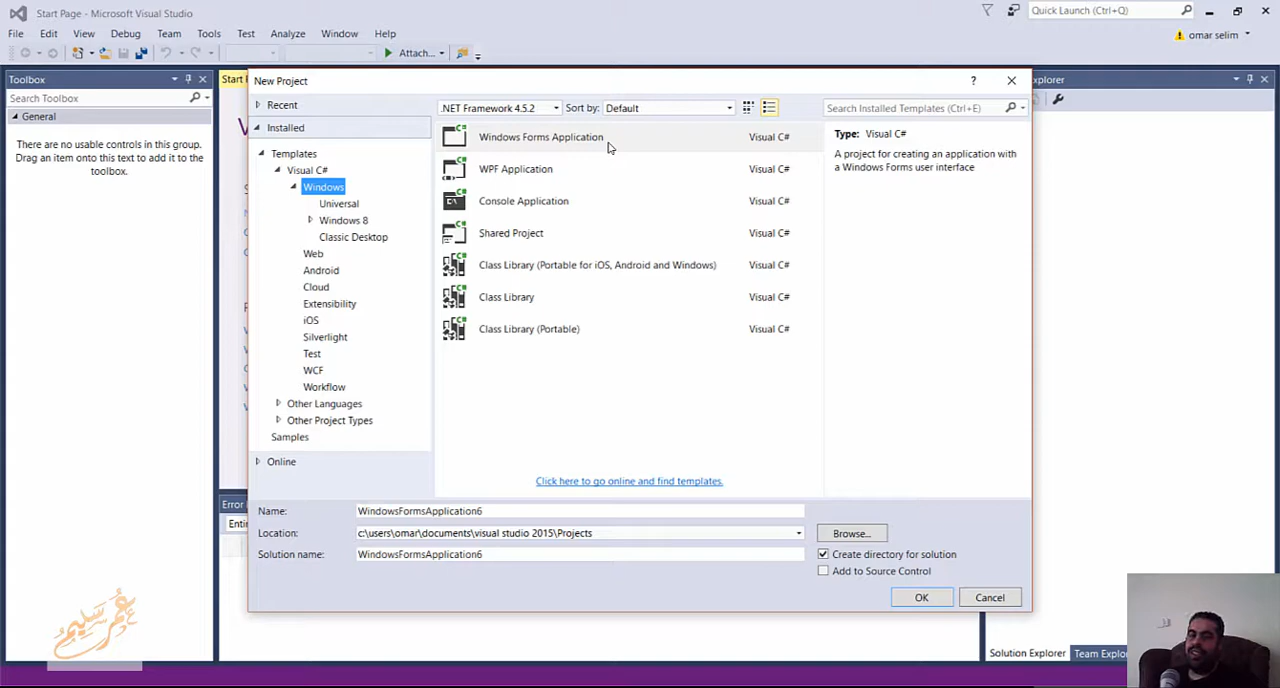 Start Page - Microsoft Visual Studio
Quick Launch (Ctrl+Q)
File Edit View Debug Team Tools Test Analyze Window Help
omar selim
Attach...
Toolbox
Search Toolbox
General
There are no usable controls in this group.
Drag an item onto this text to add it to the
toolbox.
Start
New Project
Recent
.NET Framework 4.5.2
Sort by: Default
Search Installed Templates (Ctrl+E)
Installed
Templates
Visual C#
Windows
Universal
Windows 8
Classic Desktop
Web
Android
Cloud
Extensibility
iOS
Silverlight
Test
WCF
Workflow
Other Languages
Other Project Types
Samples
Online
Windows Forms Application Visual C#
WPF Application Visual C#
Console Application Visual C#
Shared Project Visual C#
Class Library (Portable for iOS, Android and Windows) Visual C#
Class Library Visual C#
Class Library (Portable) Visual C#
Type: Visual C#
A project for creating an application with
a Windows Forms user interface
Click here to go online and find templates.
Name: WindowsFormsApplication6
Location: c:\users\omar\documents\visual studio 2015\Projects
Browse...
Solution name: WindowsFormsApplication6
Create directory for solution
Add to Source Control
OK
Cancel
Error
Enti
xplorer
Solution Explorer
Team Explo
عمر سليم